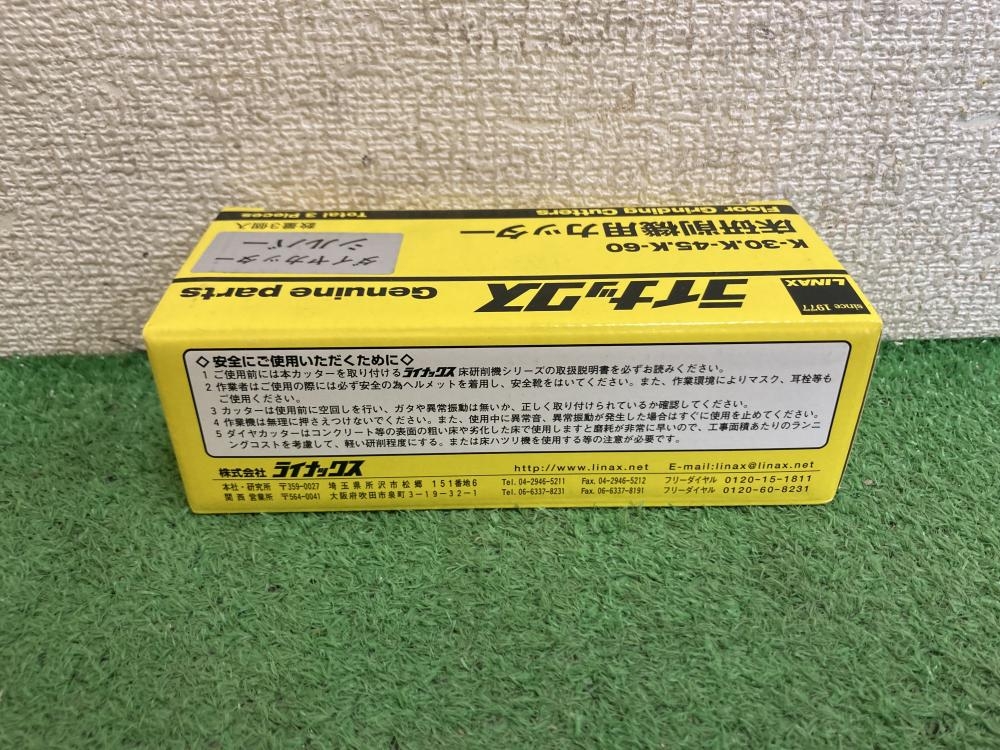 since 1977
LINAX
ライナックス
Genuine parts
K-30.K-45.K-60
床研削機用カッター
ダイヤカッター
シルバー
数量3個入
Floor Grinding Cutters
Total 3 Pieces
◇安全にご使用いただくために◇
1 ご使用前には本カッターを取り付けるライナックス床研削機シリーズの取扱説明書を必ずお読みください。
2 作業者はご使用の際には必ず安全の為ヘルメットを着用し、安全靴をはいてください。また、作業環境によりマスク、耳栓等も
ご使用ください。
3 カッターは使用前に空回しを行い、ガタや異常振動は無いか、正しく取り付けられているか確認してください。
4 作業機は無理に押さえつけないでください。また、使用中に異常音、異常振動が発生した場合はすぐに使用を止めてください。
5 ダイヤカッターはコンクリート等の表面の粗い床や劣化した床で使用しますと磨耗が非常に早いので、工事面積あたりのランニ
ングコストを考慮して、軽い研削程度にする。または床ハツリ機を使用する等の注意が必要です。
株式会社 ライナックス http://www.linax.net E-mail:linax@linax.net
本社・研究所 〒359-0027 埼玉県所沢市松郷 151番地6 Tel. 04-2946-5211 Fax. 04-2946-5212 フリーダイヤル 0120-15-1811
関西営業所 〒564-0041 大阪府吹田市泉町3-19-32-1 Tel. 06-6337-8231 Fax. 06-6337-8191 フリーダイヤル 0120-60-8231